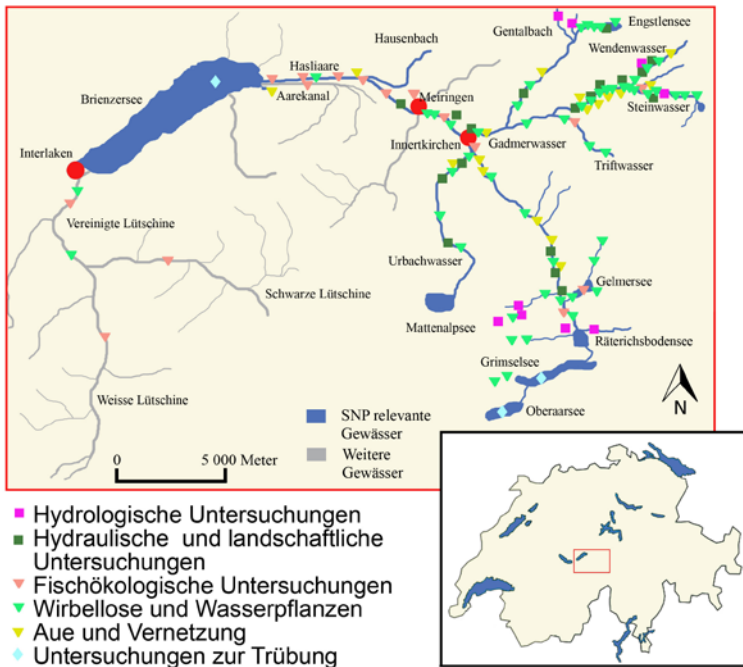 Hausenbach
Gentalbach
Engstlensee
Wendenwasser
Hasliaare
Brienzersee
Aarekanal
Meiringen
Steinwasser
Interlaken
Innertkirchen
Gadmerwasser
Triftwasser
Vereinigte Lütschine
Urbachwasser
Schwarze Lütschine
Gelmersee
Mattenalpsee
Räterichsbodensee
Grimselsee
Weisse Lütschine
Oberaarsee
N
SNP relevante
Gewässer
Weitere
Gewässer
0 5 000 Meter
Hydrologische Untersuchungen
Hydraulische und landschaftliche
Untersuchungen
Fischökologische Untersuchungen
Wirbellose und Wasserpflanzen
Aue und Vernetzung
Untersuchungen zur Trübung